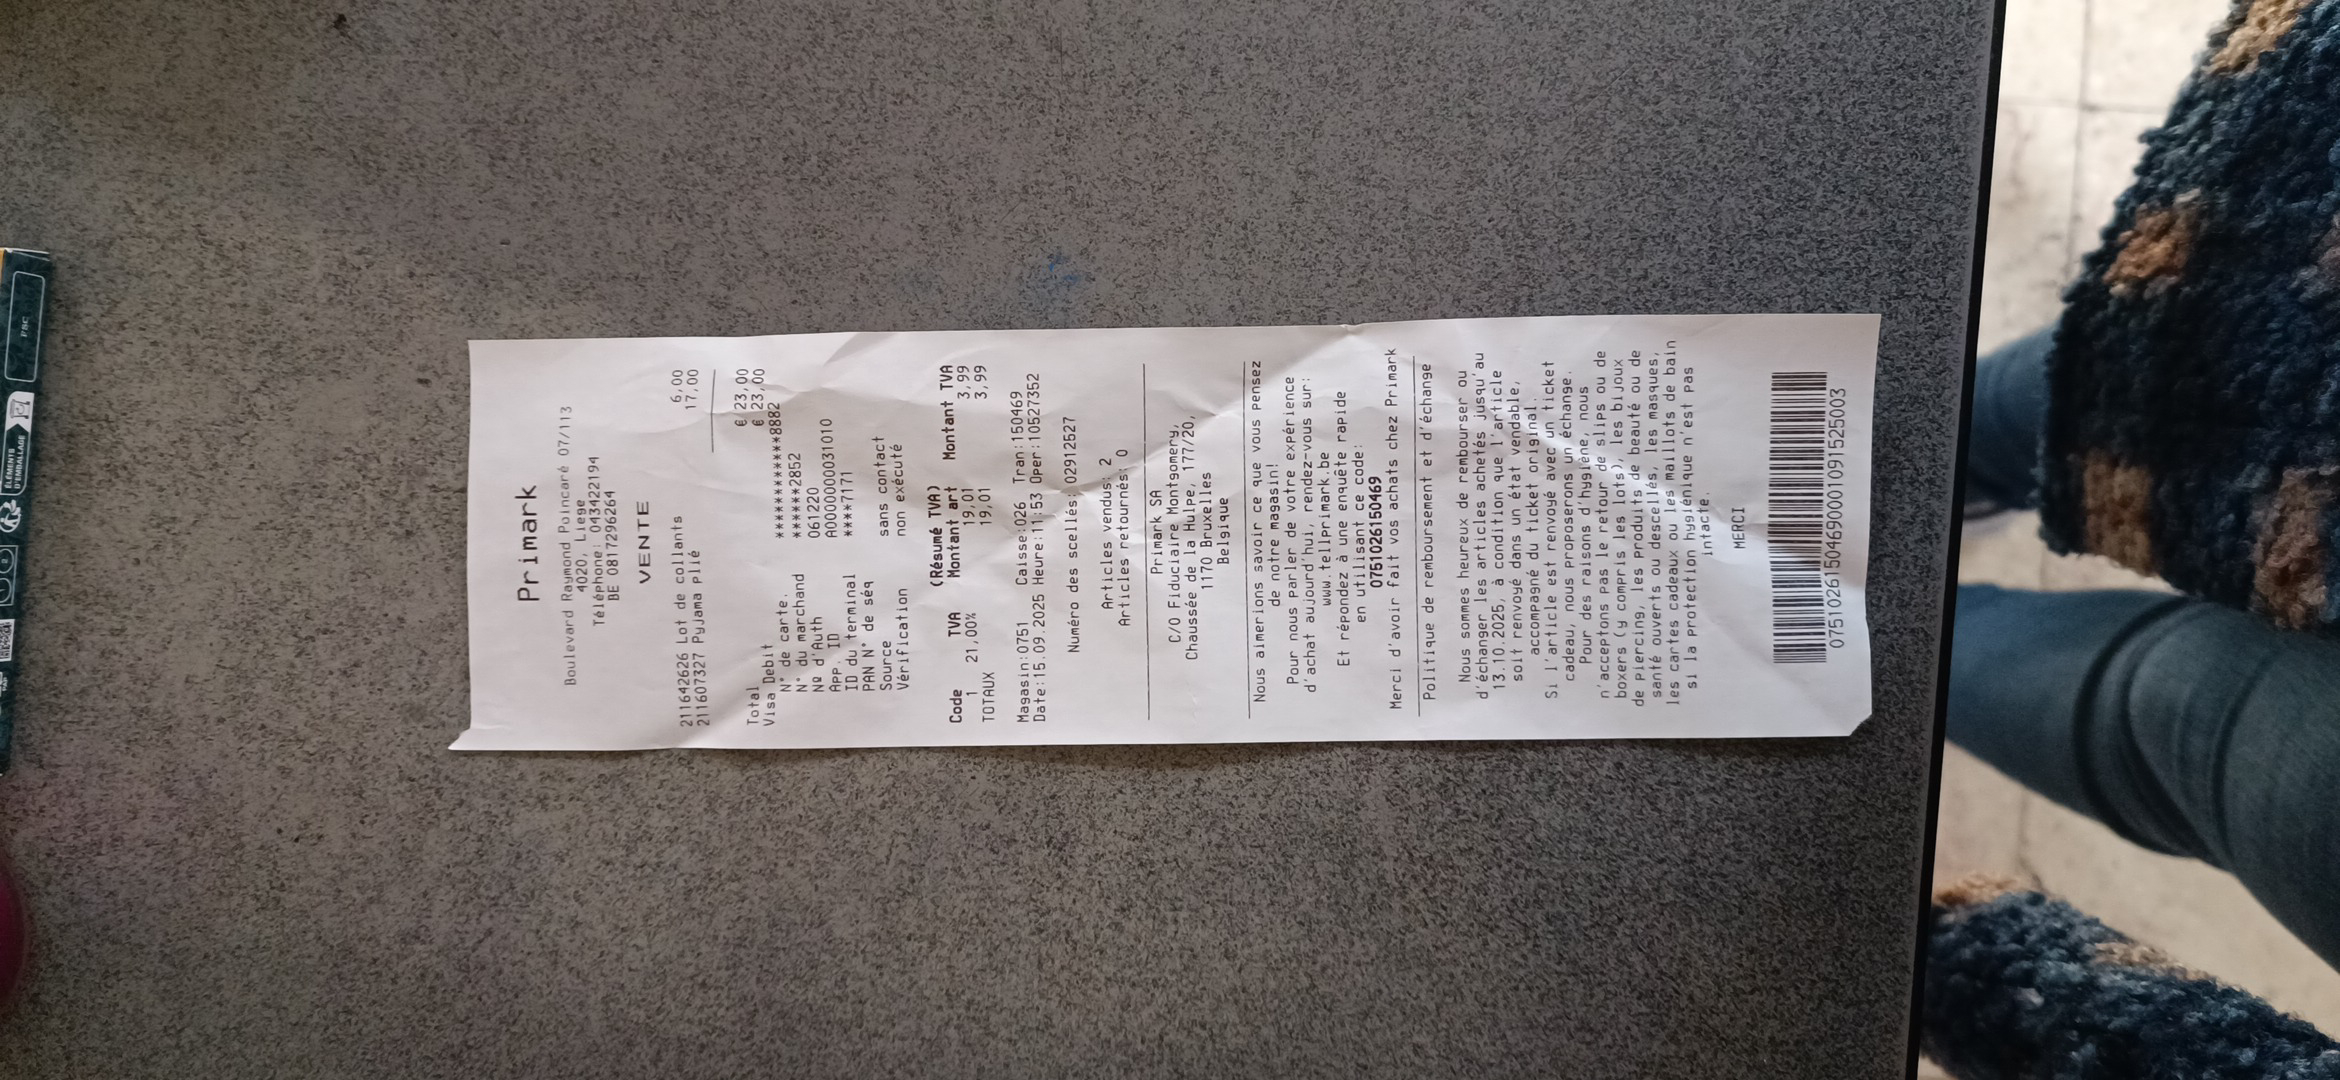 Primark
Boulevard Raymond Poincaré 07/113
4020, Liege
Téléphone: 043422194
BE 0817296264
VENTE
211642626 Lot de collants 6,00
211607327 Pyjama plié 17,00
Total € 23,00
Visa Debit € 23,00
N° de carte. ************8882
N° du marchand ******2852
Nº d'Auth 061220
APP. ID A0000000031010
ID du terminal ****7171
PAN N° de séq
Source sans contact
Vérification non exécuté
(Résumé TVA)
Code TVA Montant art Montant TVA
1 21,00% 19,01 3,99
TOTAUX 19,01 3,99
Magasin:0751 Caisse:026 Tran:150469
Date:15.09.2025 Heure:11:53 Oper:10527352
Numéro des scellés: 02912527
Articles vendus: 2
Articles retournés: 0
Primark SA
C/O Fiduciaire Montgomery,
Chaussée de la Hulpe, 177/20,
1170 Bruxelles
Belgique
Nous aimerions savoir ce que vous pensez
de notre magasin!
Pour nous parler de votre expérience
d'achat aujourd'hui, rendez-vous sur:
www.tellprimark.be
Et répondez à une enquête rapide
en utilisant ce code:
0751026150469
Merci d'avoir fait vos achats chez Primark
Politique de remboursement et d'échange
Nous sommes heureux de rembourser ou
d'échanger les articles achetés jusqu'au
13.10.2025, à condition que l'article
soit renvoyé dans un état vendable,
accompagné du ticket original.
Si l'article est renvoyé avec un ticket
cadeau, nous proposerons un échange.
Pour des raisons d'hygiène, nous
n'acceptons pas le retour de slips ou de
boxers (y compris les lots), les bijoux
de piercing, les produits de beauté ou de
santé ouverts ou descellés, les masques,
les cartes cadeaux ou les maillots de bain
si la protection hygiénique n'est pas
intacte.
MERCI
07510261504690000109152503
ÉLÉMENTS
D'EMBALLAGE